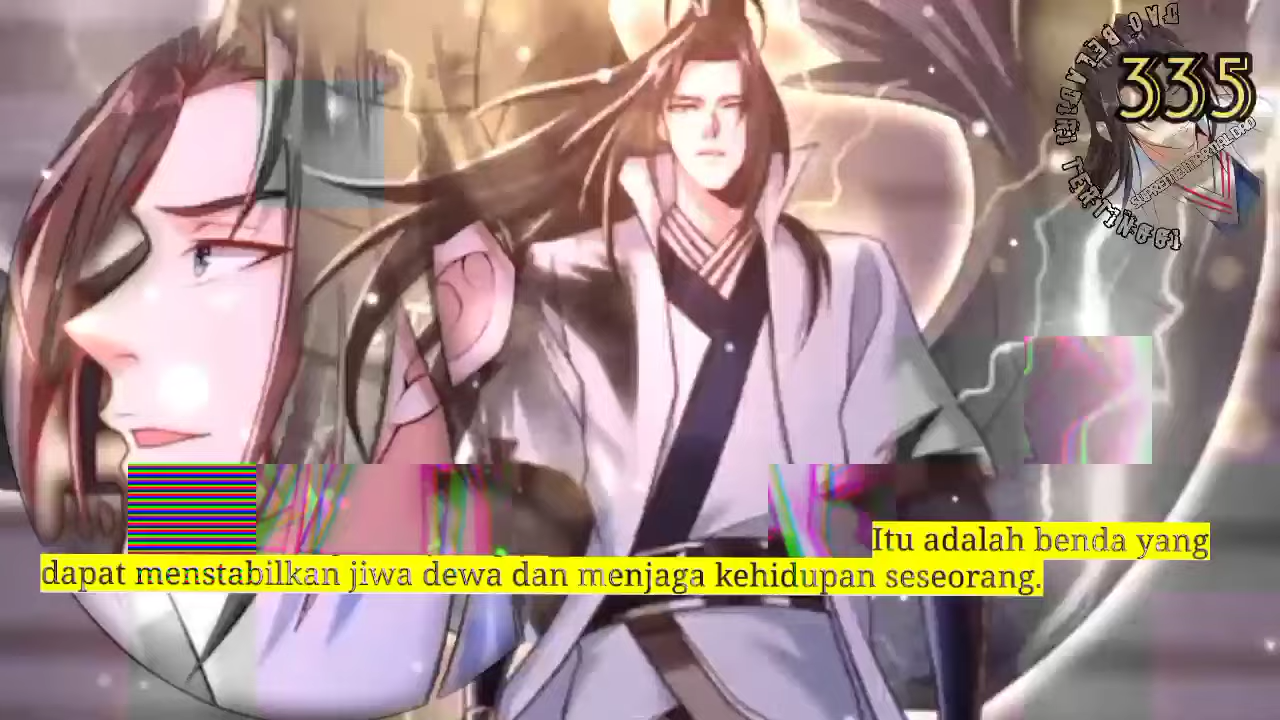 335
Itu adalah benda yang
dapat menstabilkan jiwa dewa dan menjaga kehidupan seseorang.